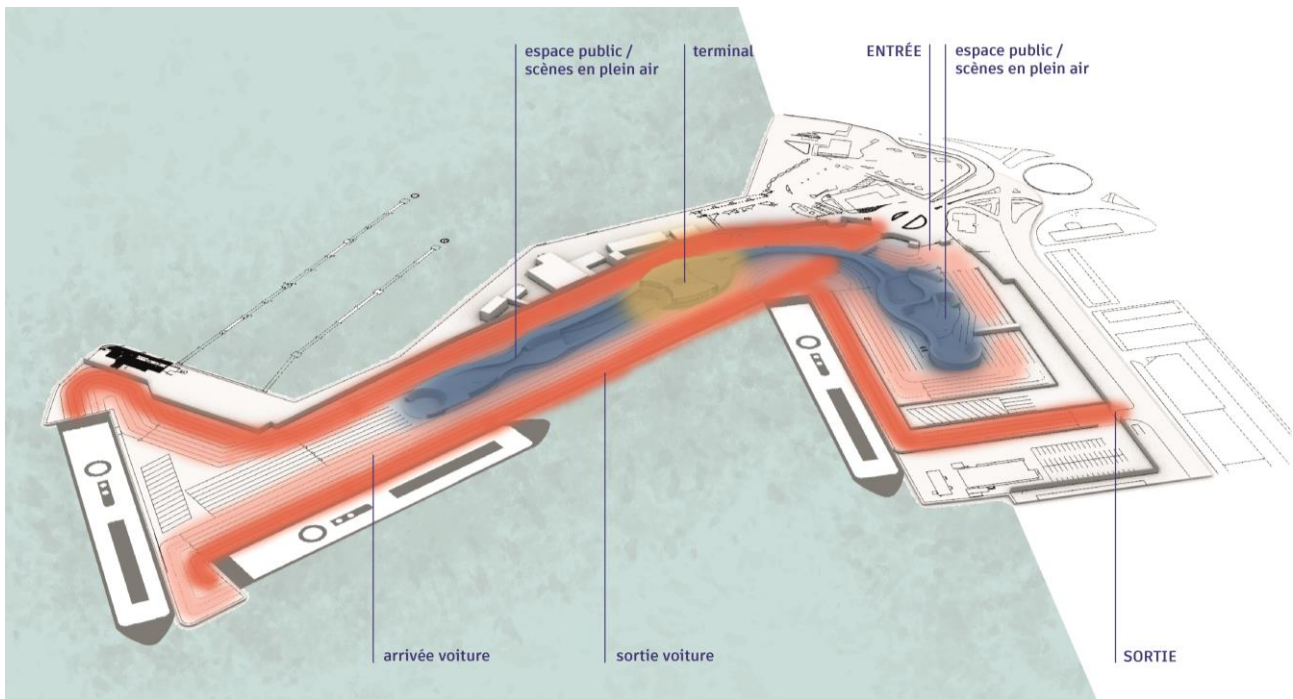 espace public /
scènes en plein air
terminal
ENTRÉE
espace public /
scènes en plein air
arrivée voiture
sortie voiture
SORTIE